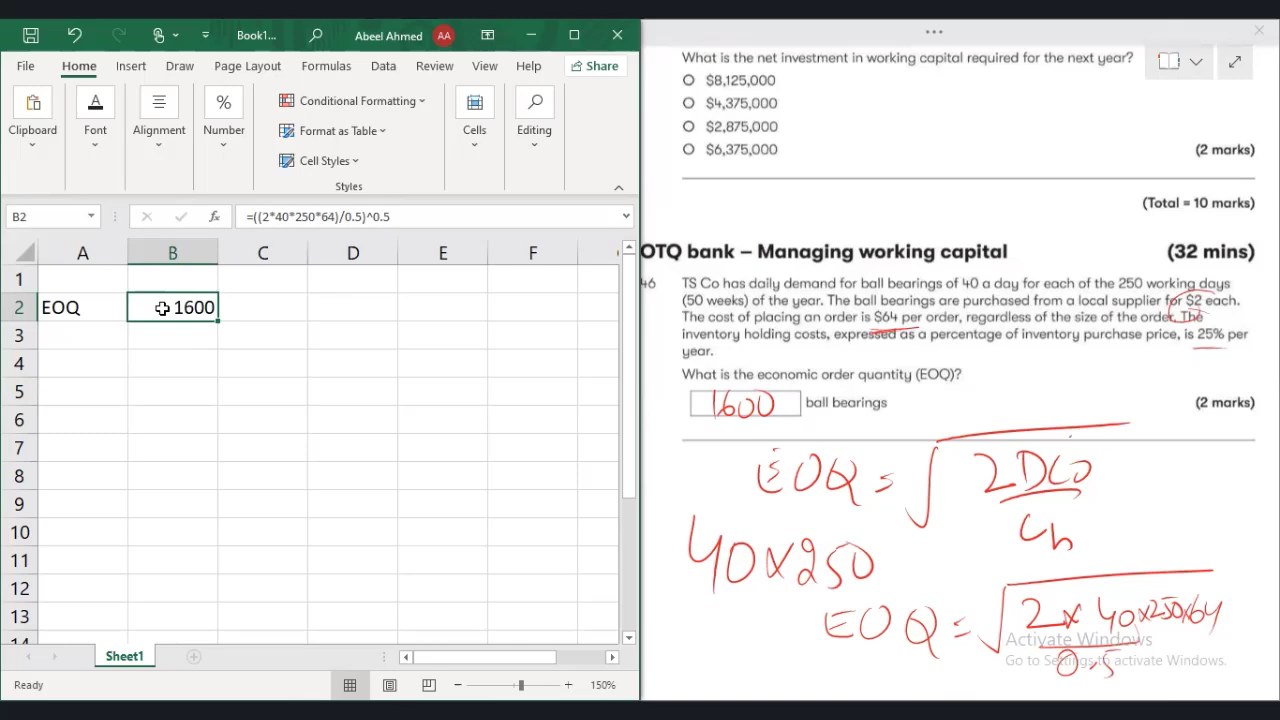 Book1...
Abeel Ahmed
AA
File
Home
Insert
Draw
Page Layout
Formulas
Data
Review
View
Help
Share
Clipboard
Font
Alignment
%
Number
Conditional Formatting
Format as Table
Cell Styles
Styles
Cells
Editing
B2
fx
=((2*40*250*64)/0.5)^0.5
A B C D E F
1
2 EOQ 1600
3
4
5
6
7
8
9
10
11
12
13
14
Sheet1
Ready
150%
What is the net investment in working capital required for the next year?
$8,125,000
$4,375,000
$2,875,000
$6,375,000
(2 marks)
(Total = 10 marks)
OTQ bank – Managing working capital (32 mins)
46 TS Co has daily demand for ball bearings of 40 a day for each of the 250 working days
(50 weeks) of the year. The ball bearings are purchased from a local supplier for $2 each.
The cost of placing an order is $64 per order, regardless of the size of the order. The
inventory holding costs, expressed as a percentage of inventory purchase price, is 25% per
year.
What is the economic order quantity (EOQ)?
1600 ball bearings (2 marks)
EOQ = √ 2DCo
Ch
40x250
EOQ = √ 2x 40x250x64
0.5
Activate Windows
Go to Settings to activate Windows.